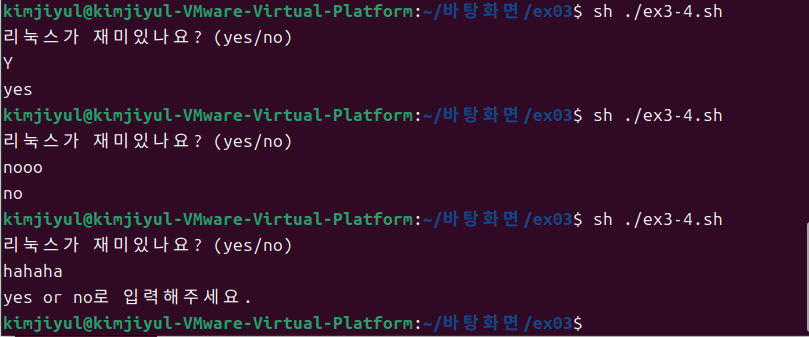 kimjiyul@kimjiyul-VMware-Virtual-Platform:~/바탕화면/ex03$ sh ./ex3-4.sh
리눅스가 재미있나요? (yes/no)
Y
yes
kimjiyul@kimjiyul-VMware-Virtual-Platform:~/바탕화면/ex03$ sh ./ex3-4.sh
리눅스가 재미있나요? (yes/no)
nooo
no
kimjiyul@kimjiyul-VMware-Virtual-Platform:~/바탕화면/ex03$ sh ./ex3-4.sh
리눅스가 재미있나요? (yes/no)
hahaha
yes or no로 입력해주세요.
kimjiyul@kimjiyul-VMware-Virtual-Platform:~/바탕화면/ex03$